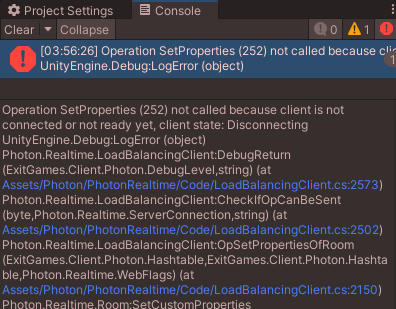 Project Settings
Console
Clear
Collapse
0
1
1
[03:56:26] Operation SetProperties (252) not called because clie
UnityEngine.Debug:LogError (object)
1
Operation SetProperties (252) not called because client is not
connected or not ready yet, client state: Disconnecting
UnityEngine.Debug:LogError (object)
Photon.Realtime.LoadBalancingClient:DebugReturn
(ExitGames.Client.Photon.DebugLevel,string) (at
Assets/Photon/PhotonRealtime/Code/LoadBalancingClient.cs:2573)
Photon.Realtime.LoadBalancingClient:CheckIfOpCanBeSent
(byte,Photon.Realtime.ServerConnection,string) (at
Assets/Photon/PhotonRealtime/Code/LoadBalancingClient.cs:2502)
Photon.Realtime.LoadBalancingClient:OpSetPropertiesOfRoom
(ExitGames.Client.Photon.Hashtable,ExitGames.Client.Photon.Hashta
ble,Photon.Realtime.WebFlags) (at
Assets/Photon/PhotonRealtime/Code/LoadBalancingClient.cs:2150)
Photon.Realtime.Room:SetCustomProperties